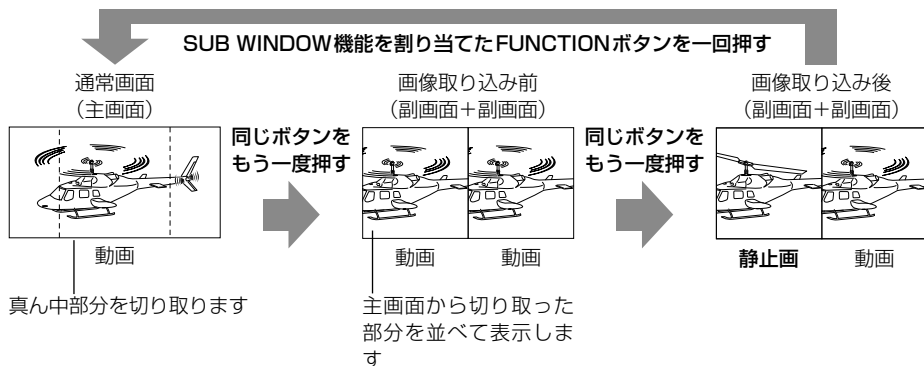 SUB WINDOW機能を割り当てたFUNCTIONボタンを一回押す
通常画面
（主画面）
画像取り込み前
（副画面＋副画面）
画像取り込み後
（副画面＋副画面）
同じボタンを
もう一度押す
同じボタンを
もう一度押す
動画
動画
動画
静止画
動画
真ん中部分を切り取ります
主画面から切り取った
部分を並べて表示しま
す